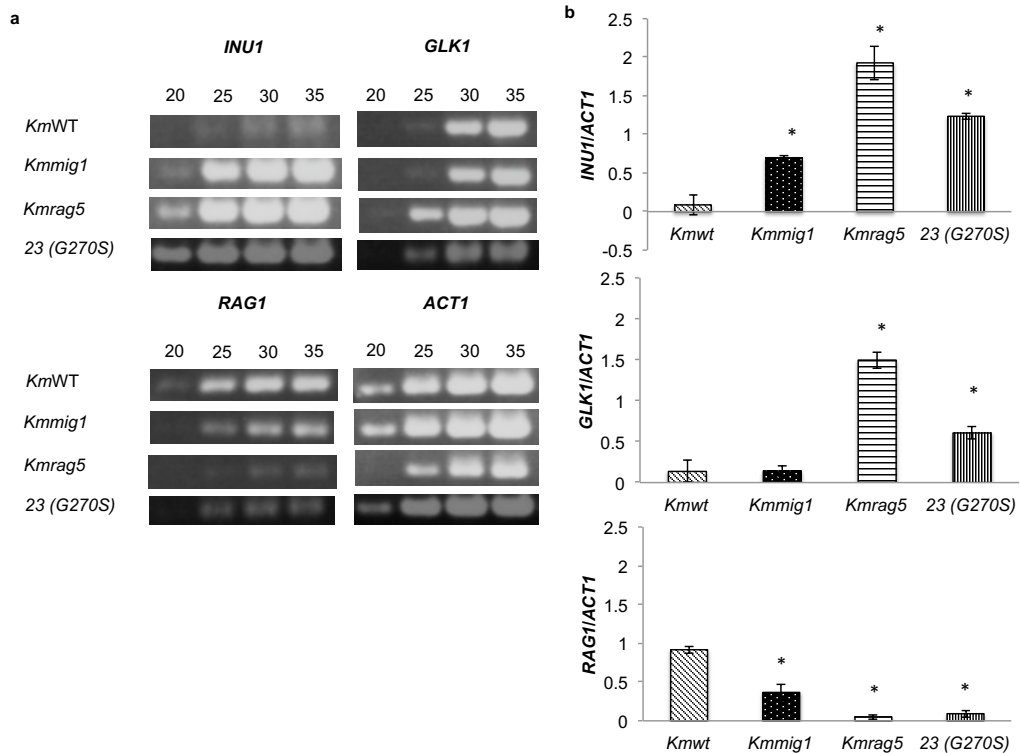 a
INU1
GLK1
20 25 30 35
20 25 30 35
KmWT
Kmmig1
Kmrag5
23 (G270S)
RAG1
ACT1
20 25 30 35
20 25 30 35
KmWT
Kmmig1
Kmrag5
23 (G270S)
b
INU1/ACT1
2.5
2
1.5
1
0.5
0
-0.5
*
*
*
Kmwt Kmmig1 Kmrag5 23 (G270S)
GLK1/ACT1
2.5
2
1.5
1
0.5
0
*
*
Kmwt Kmmig1 Kmrag5 23 (G270S)
RAG1/ACT1
2.5
2
1.5
1
0.5
0
*
*
*
Kmwt Kmmig1 Kmrag5 23 (G270S)